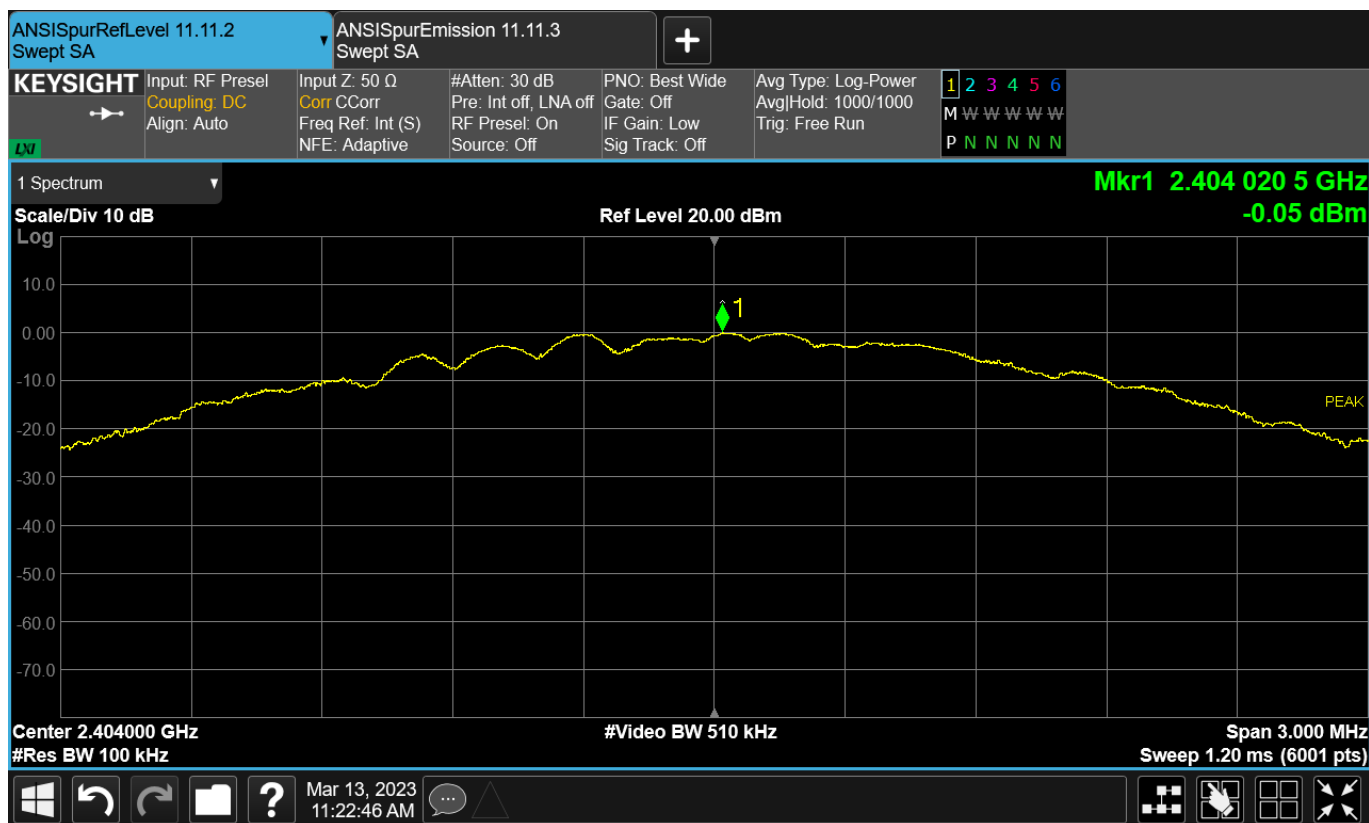 ANSISpurRefLevel 11.11.2
Swept SA
ANSISpurEmission 11.11.3
Swept SA
KEYSIGHT
LXI
Input: RF Presel
Coupling: DC
Align: Auto
Input Z: 50 Ω
Corr CCorr
Freq Ref: Int (S)
NFE: Adaptive
#Atten: 30 dB
Pre: Int off, LNA off
RF Presel: On
Source: Off
PNO: Best Wide
Gate: Off
IF Gain: Low
Sig Track: Off
Avg Type: Log-Power
Avg|Hold: 1000/1000
Trig: Free Run
1 2 3 4 5 6
M W W W W W
P N N N N N
1 Spectrum
Mkr1 2.404 020 5 GHz
-0.05 dBm
Scale/Div 10 dB
Ref Level 20.00 dBm
Log
10.0
0.00
-10.0
-20.0
-30.0
-40.0
-50.0
-60.0
-70.0
1
PEAK
Center 2.404000 GHz
#Video BW 510 kHz
Span 3.000 MHz
#Res BW 100 kHz
Sweep 1.20 ms (6001 pts)
?
Mar 13, 2023
11:22:46 AM